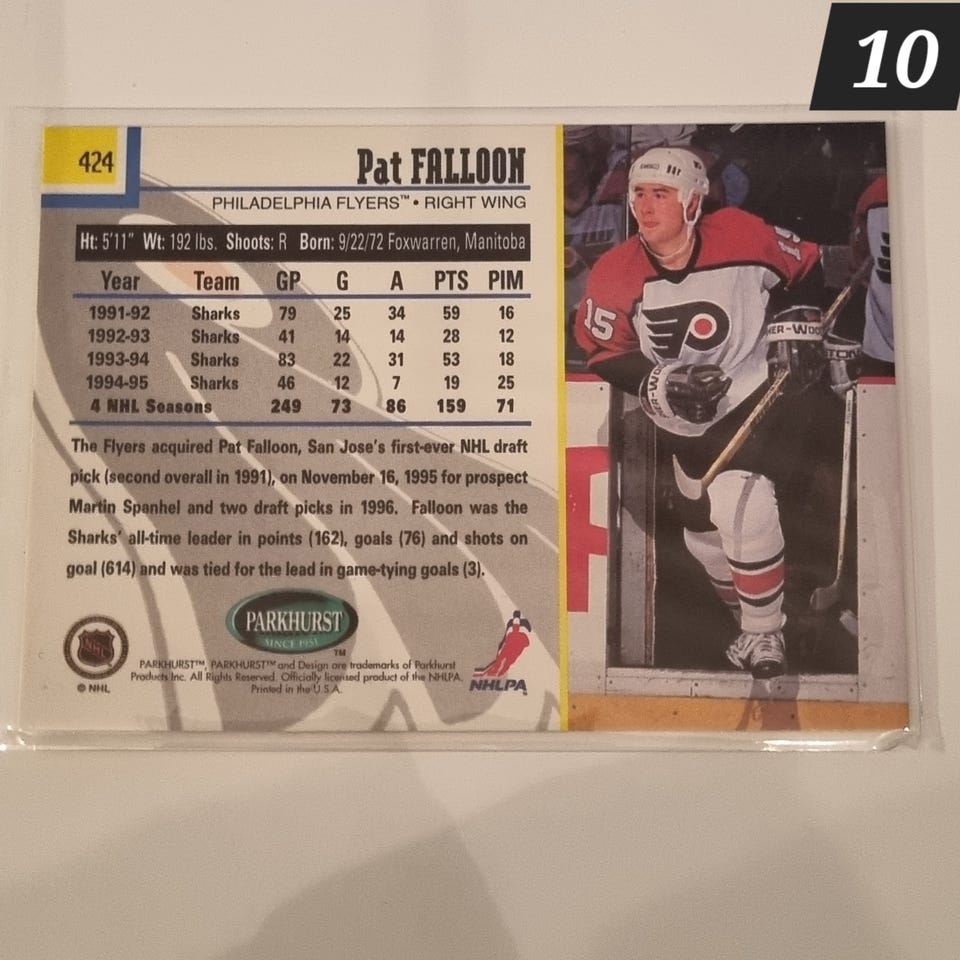 10
424
Pat FALLOON
PHILADELPHIA FLYERS™ • RIGHT WING
Ht: 5'11" Wt: 192 lbs. Shoots: R Born: 9/22/72 Foxwarren, Manitoba
Year Team GP G A PTS PIM
1991-92 Sharks 79 25 34 59 16
1992-93 Sharks 41 14 14 28 12
1993-94 Sharks 83 22 31 53 18
1994-95 Sharks 46 12 7 19 25
4 NHL Seasons 249 73 86 159 71
The Flyers acquired Pat Falloon, San Jose's first-ever NHL draft
pick (second overall in 1991), on November 16, 1995 for prospect
Martin Spanhel and two draft picks in 1996. Falloon was the
Sharks' all-time leader in points (162), goals (76) and shots on
goal (614) and was tied for the lead in game-tying goals (3).
PARKHURST
SINCE 1951
™
NHL
© NHL
PARKHURST™, PARKHURST™ and Design are trademarks of Parkhurst
Products Inc. All Rights Reserved. Officially licensed product of the NHL/NHLPA.
Printed in the U.S.A.
NHLPA
15
15